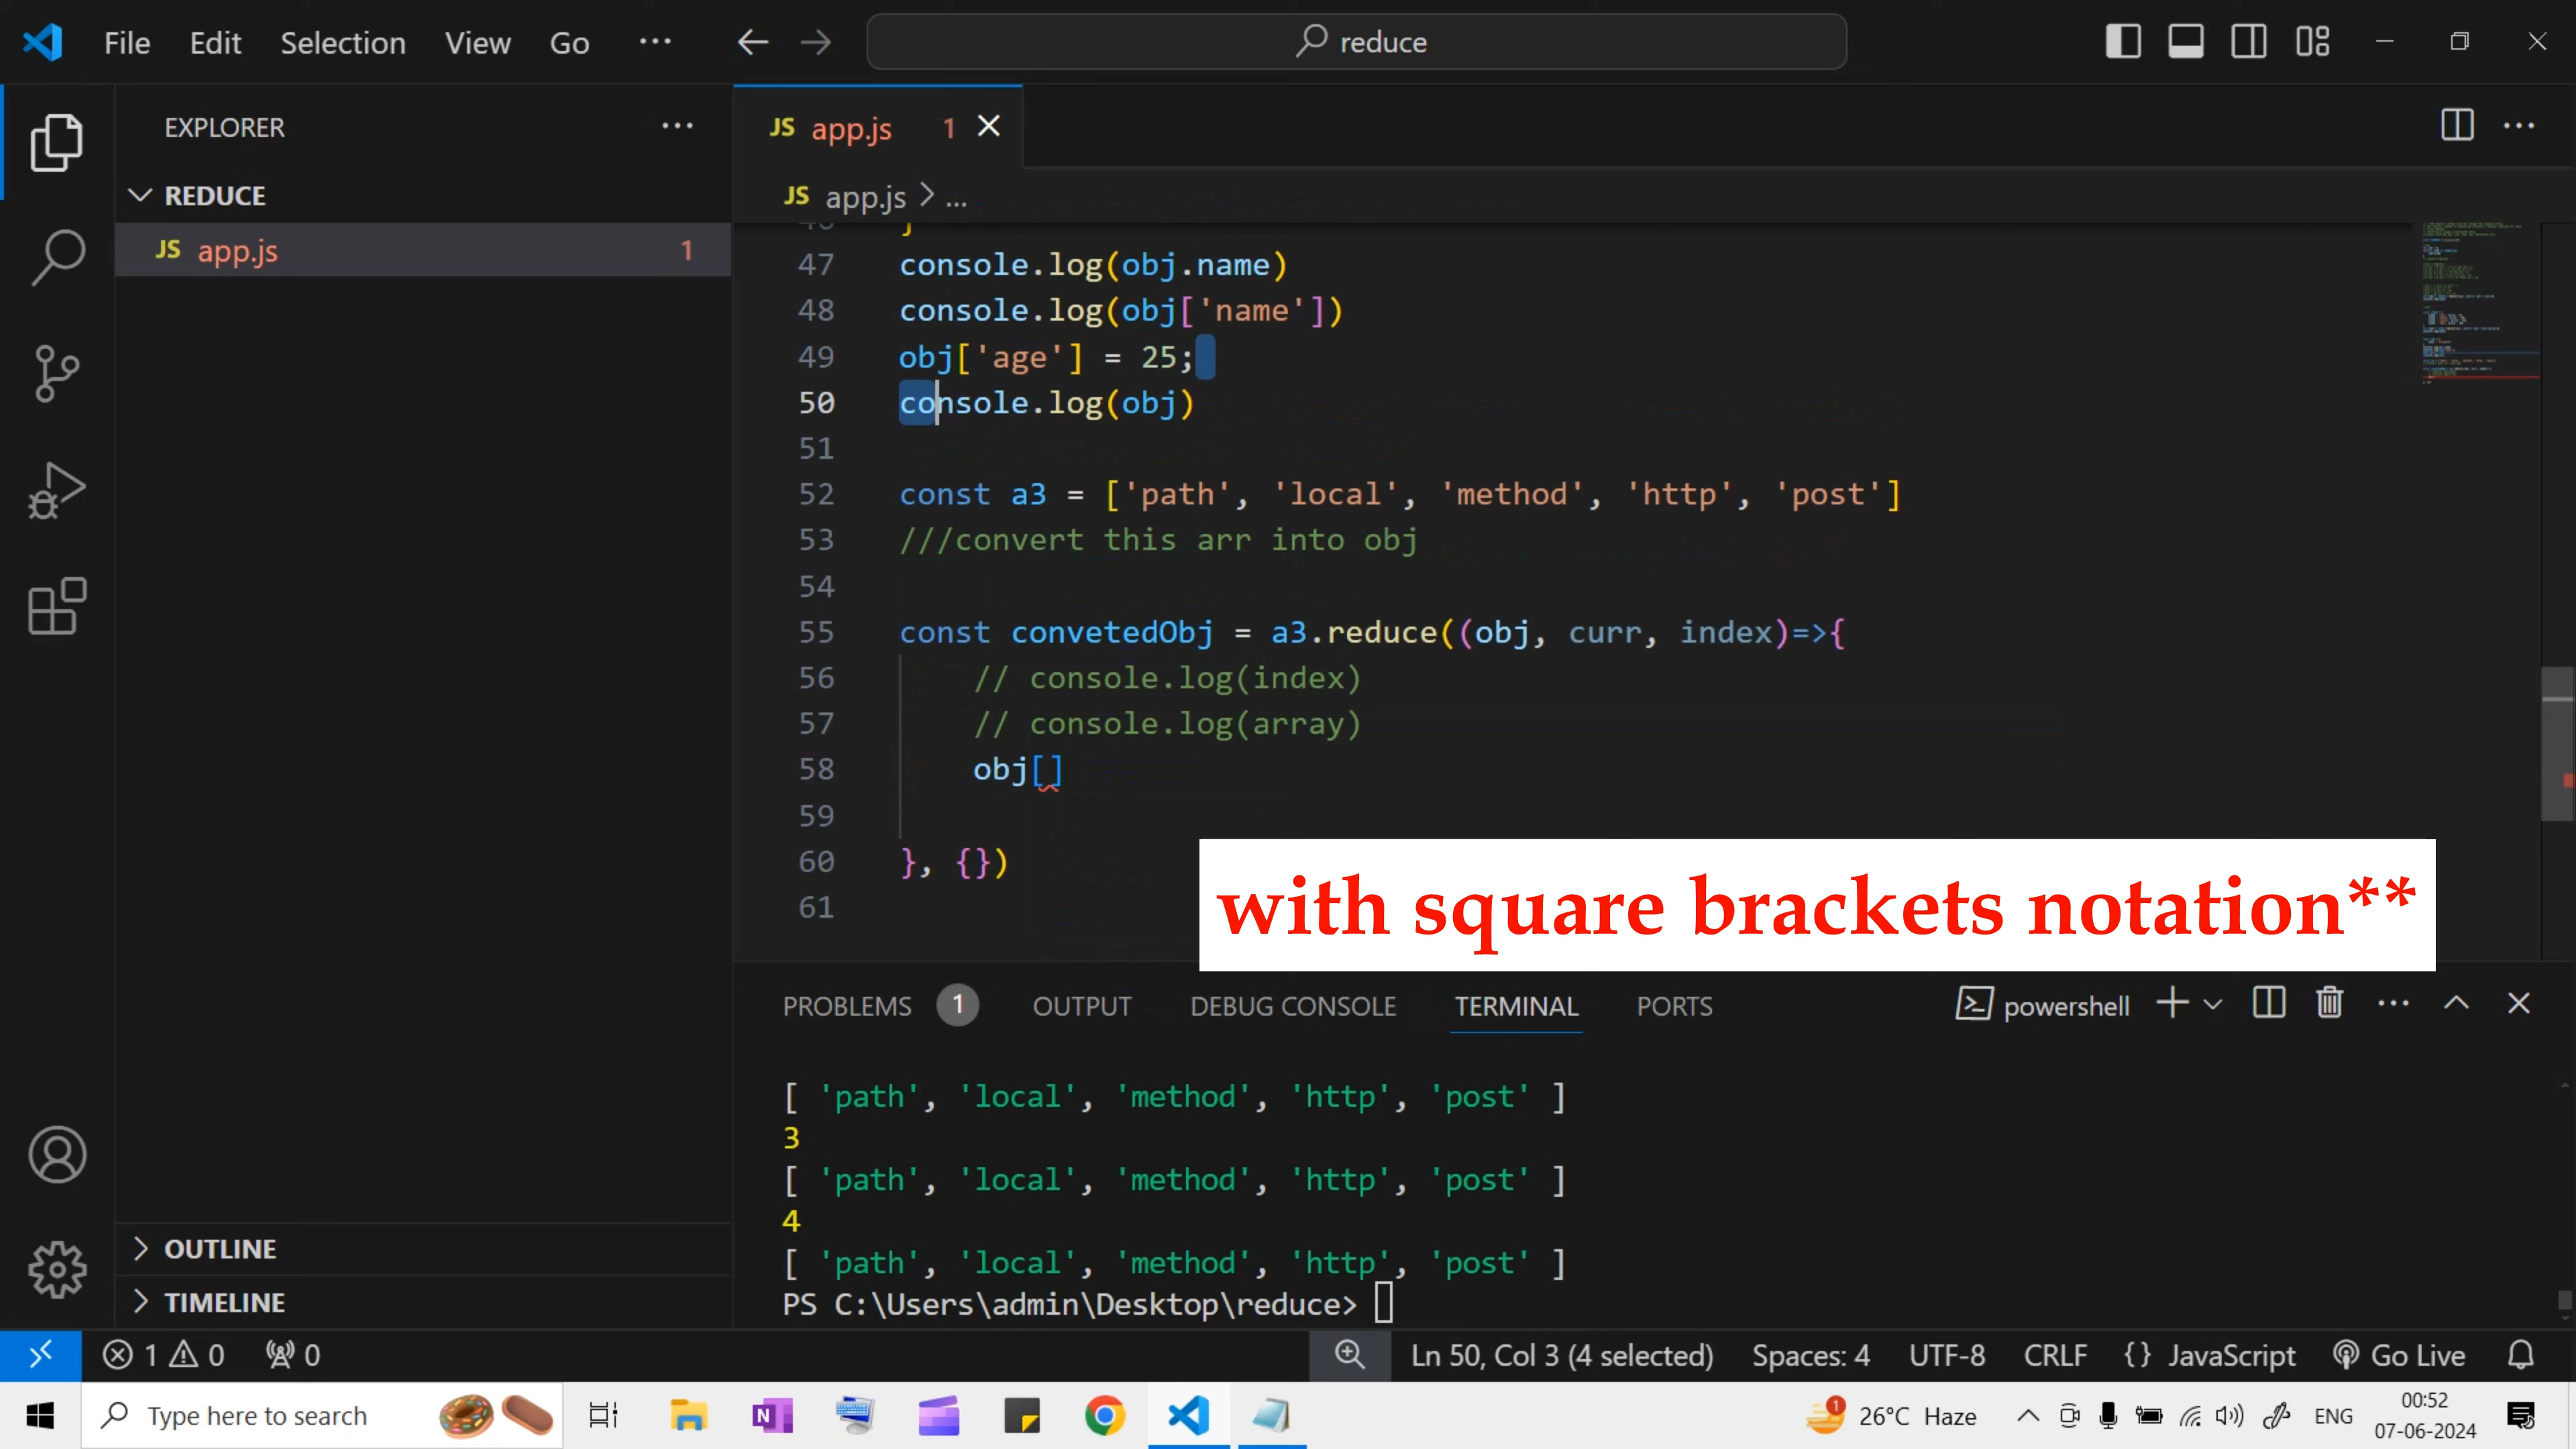 File Edit Selection View Go ... reduce
EXPLORER
REDUCE
JS app.js 1
JS app.js 1
JS app.js > ...
46 }
47 console.log(obj.name)
48 console.log(obj['name'])
49 obj['age'] = 25;
50 console.log(obj)
51
52 const a3 = ['path', 'local', 'method', 'http', 'post']
53 ///convert this arr into obj
54
55 const convetedObj = a3.reduce((obj, curr, index)=>{
56 // console.log(index)
57 // console.log(array)
58 obj[]
59
60 }, {})
61
with square brackets notation**
PROBLEMS 1 OUTPUT DEBUG CONSOLE TERMINAL PORTS powershell
[ 'path', 'local', 'method', 'http', 'post' ]
3
[ 'path', 'local', 'method', 'http', 'post' ]
4
[ 'path', 'local', 'method', 'http', 'post' ]
PS C:\Users\admin\Desktop\reduce>
OUTLINE
TIMELINE
1 0 0 Ln 50, Col 3 (4 selected) Spaces: 4 UTF-8 CRLF {} JavaScript Go Live
Type here to search
1 26°C Haze ENG 00:52
07-06-2024